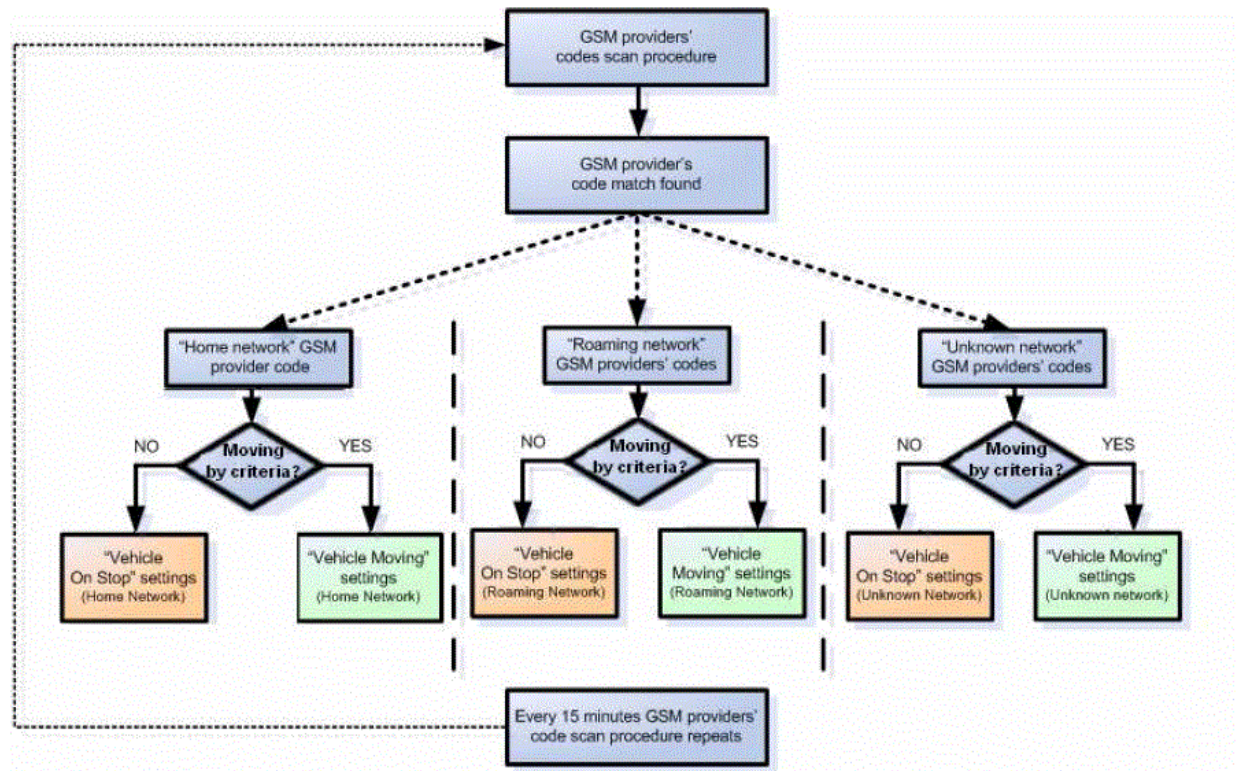 GSM providers'
codes scan procedure
GSM provider's
code match found
"Home network" GSM
provider code
"Roaming network"
GSM providers' codes
"Unknown network"
GSM providers' codes
NO
Moving
by criteria?
YES
NO
Moving
by criteria?
YES
NO
Moving
by criteria?
YES
"Vehicle
On Stop" settings
(Home Network)
"Vehicle Moving"
settings
(Home Network)
"Vehicle
On Stop" settings
(Roaming Network)
"Vehicle
Moving" settings
(Roaming Network)
"Vehicle
On Stop" settings
(Unknown Network)
"Vehicle Moving"
settings
(Unknown network)
Every 15 minutes GSM providers'
code scan procedure repeats